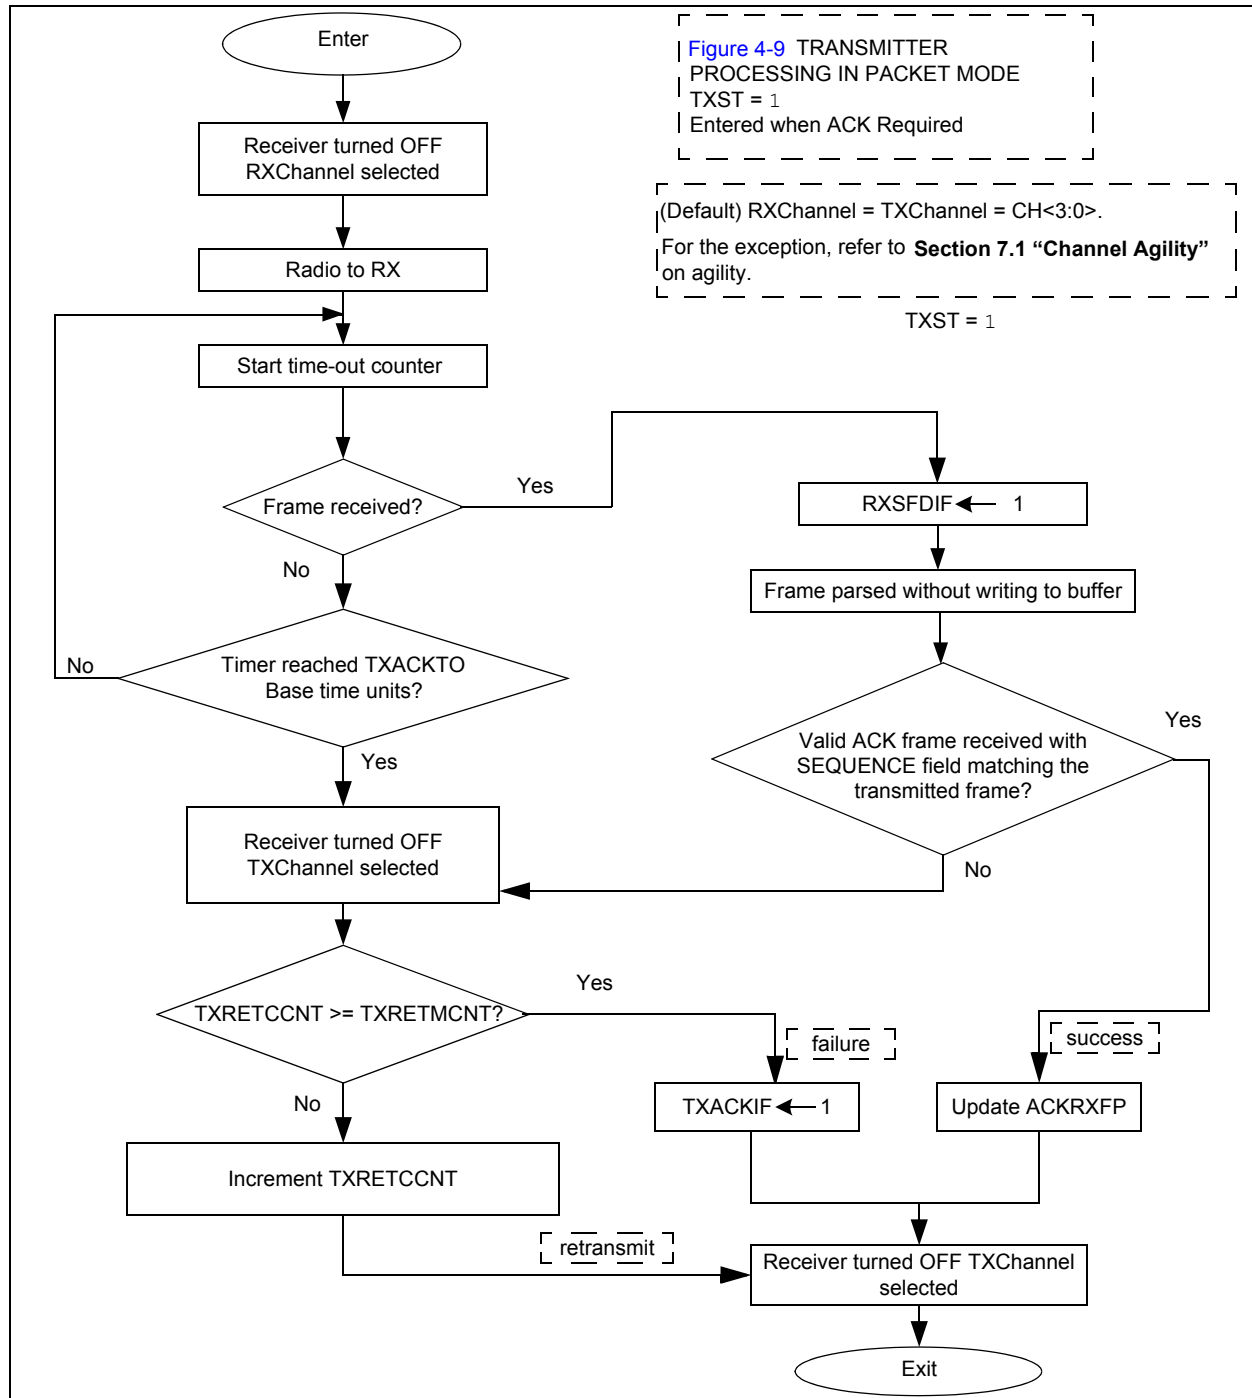 Enter
Figure 4-9 TRANSMITTER
PROCESSING IN PACKET MODE
TXST = 1
Entered when ACK Required
Receiver turned OFF
RXChannel selected
(Default) RXChannel = TXChannel = CH<3:0>.
For the exception, refer to Section 7.1 “Channel Agility”
on agility.
Radio to RX
TXST = 1
Start time-out counter
Frame received?
Yes
No
RXSFDIF ← 1
Frame parsed without writing to buffer
Timer reached TXACKTO
Base time units?
No
Yes
Valid ACK frame received with
SEQUENCE field matching the
transmitted frame?
Yes
No
Receiver turned OFF
TXChannel selected
TXRETCCNT >= TXRETMCNT?
Yes
No
failure
success
TXACKIF ← 1
Update ACKRXFP
Increment TXRETCCNT
retransmit
Receiver turned OFF TXChannel
selected
Exit